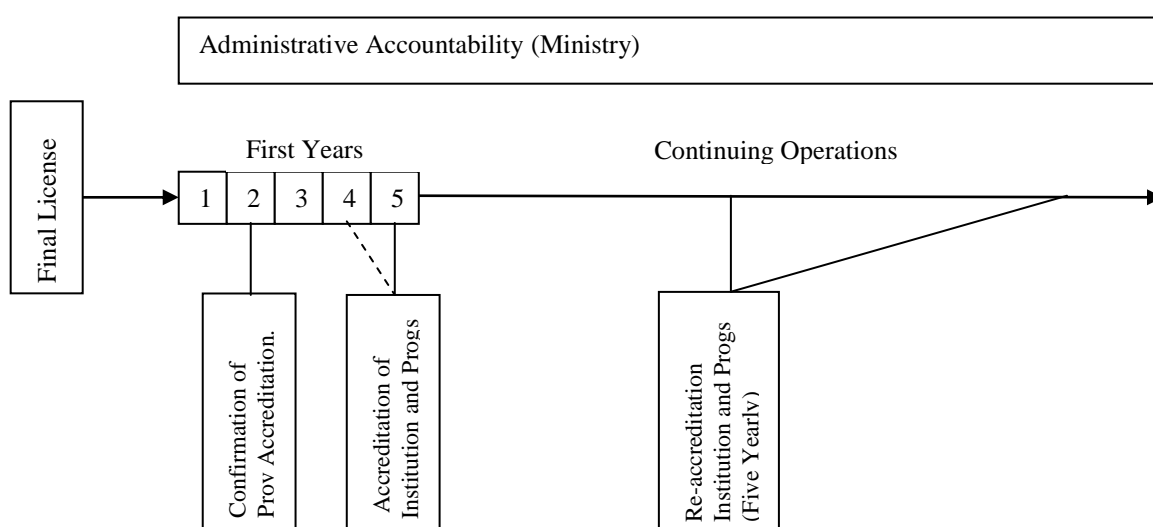 Administrative Accountability (Ministry)
Final License
First Years
Continuing Operations
1 2 3 4 5
Confirmation of
Prov Accreditation.
Accreditation of
Institution and Progs
Re-accreditation
Institution and Progs
(Five Yearly)